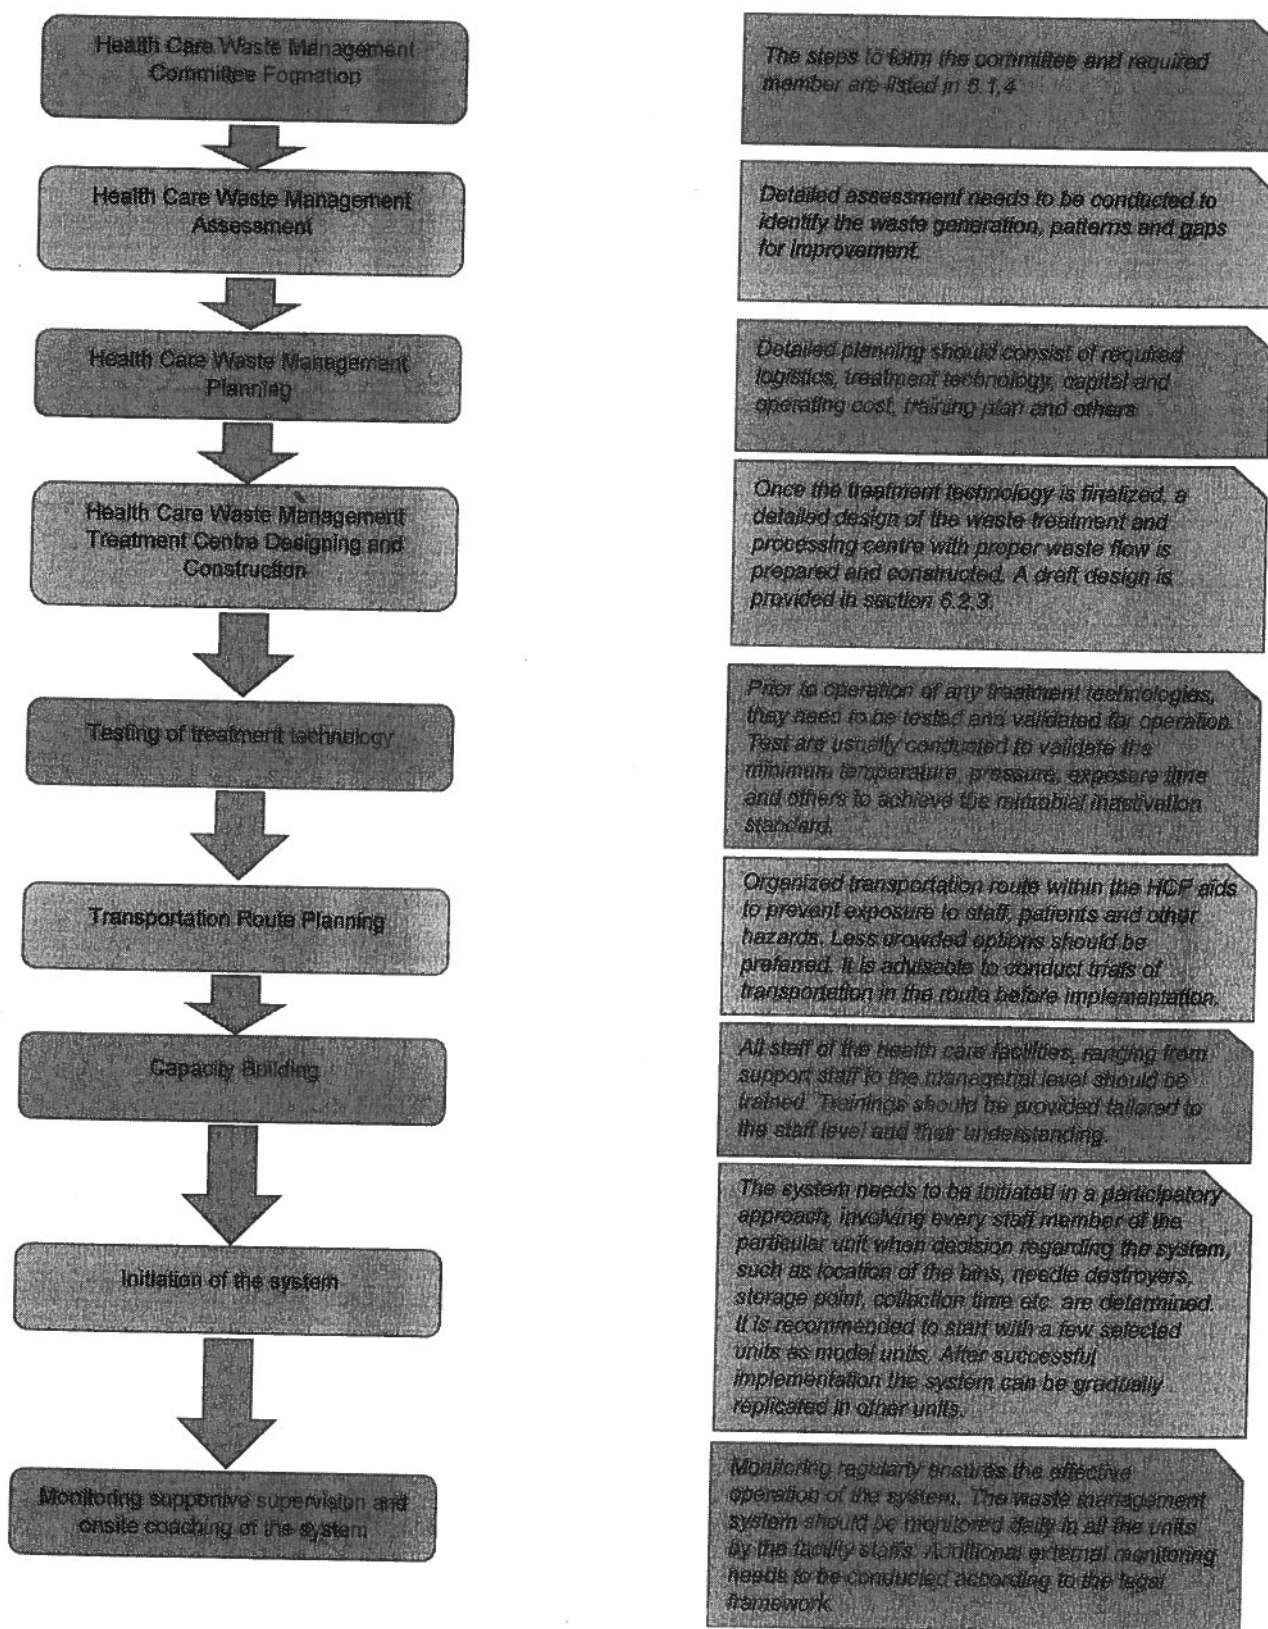 Health Care Waste Management
Committee Formation
The steps to form the committee and required
member are listed in 6.1.4
Health Care Waste Management
Assessment
Detailed assessment needs to be conducted to
identify the waste generation, patterns and gaps
for improvement.
Health Care Waste Management
Planning
Detailed planning should consist of required
logistics, treatment technology, capital and
operating cost, training plan and others
Health Care Waste Management
Treatment Centre Designing and
Construction
Once the treatment technology is finalized, a
detailed design of the waste treatment and
processing centre with proper waste flow is
prepared and constructed. A draft design is
provided in section 6.2.3.
Testing of treatment technology
Prior to operation of any treatment technologies,
they need to be tested and validated for operation.
Test are usually conducted to validate the
minimum temperature, pressure, exposure time
and others to achieve the microbial inactivation
standard.
Transportation Route Planning
Organized transportation route within the HCF aids
to prevent exposure to staff, patients and other
hazards. Less crowded options should be
preferred. It is advisable to conduct trials of
transportation in the route before implementation.
Capacity Building
All staff of the health care facilities, ranging from
support staff to the managerial level should be
trained. Trainings should be provided tailored to
the staff level and their understanding.
Initiation of the system
The system needs to be initiated in a participatory
approach, involving every staff member of the
particular unit when decision regarding the system,
such as location of the bins, needle destroyers,
storage point, collection time etc. are determined.
It is recommended to start with a few selected
units as model units. After successful
implementation the system can be gradually
replicated in other units.
Monitoring supportive supervision and
onsite coaching of the system
Monitoring regularly ensures the effective
operation of the system. The waste management
system should be monitored daily in all the units
by the facility staffs. Additional external monitoring
needs to be conducted according to the legal
framework.